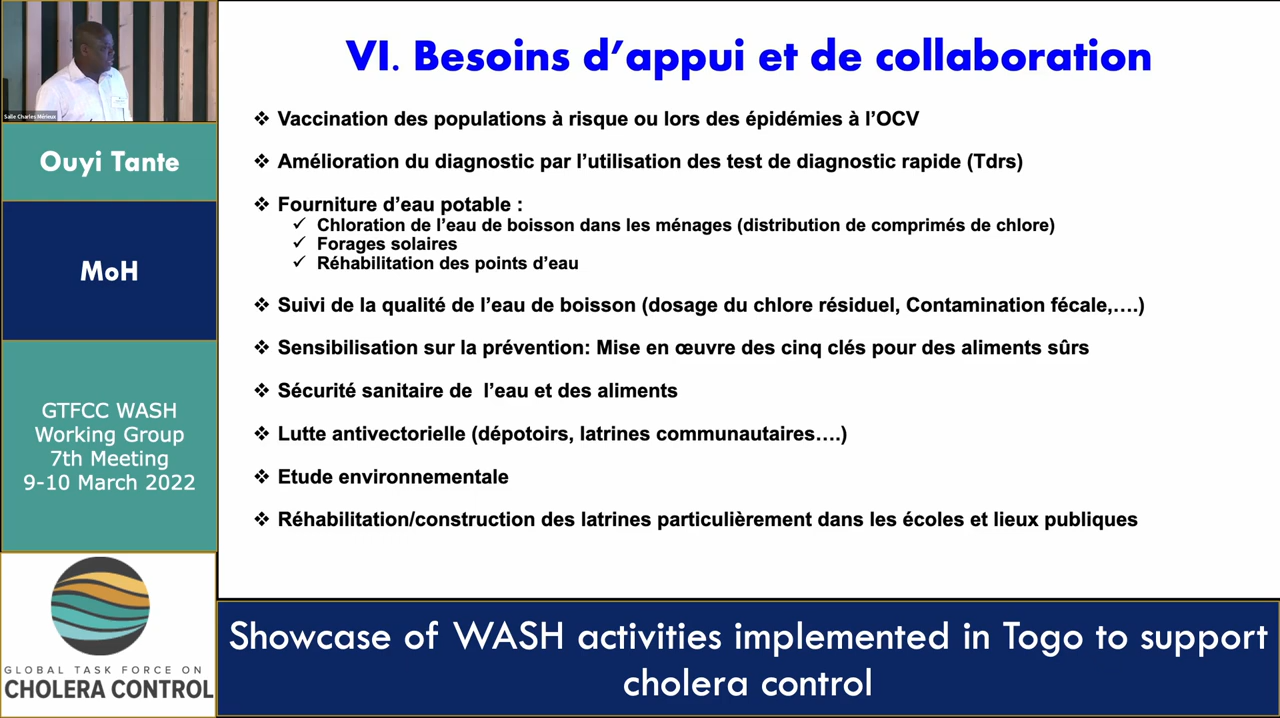 Salle Charles Mérieux
Ouyi Tante
MoH
GTFCC WASH
Working Group
7th Meeting
9-10 March 2022
GLOBAL TASK FORCE ON
CHOLERA CONTROL
VI. Besoins d’appui et de collaboration
❖ Vaccination des populations à risque ou lors des épidémies à l’OCV
❖ Amélioration du diagnostic par l’utilisation des test de diagnostic rapide (Tdrs)
❖ Fourniture d’eau potable :
✓ Chloration de l’eau de boisson dans les ménages (distribution de comprimés de chlore)
✓ Forages solaires
✓ Réhabilitation des points d’eau
❖ Suivi de la qualité de l’eau de boisson (dosage du chlore résiduel, Contamination fécale,….)
❖ Sensibilisation sur la prévention: Mise en œuvre des cinq clés pour des aliments sûrs
❖ Sécurité sanitaire de l’eau et des aliments
❖ Lutte antivectorielle (dépotoirs, latrines communautaires….)
❖ Etude environnementale
❖ Réhabilitation/construction des latrines particulièrement dans les écoles et lieux publiques
Showcase of WASH activities implemented in Togo to support
cholera control